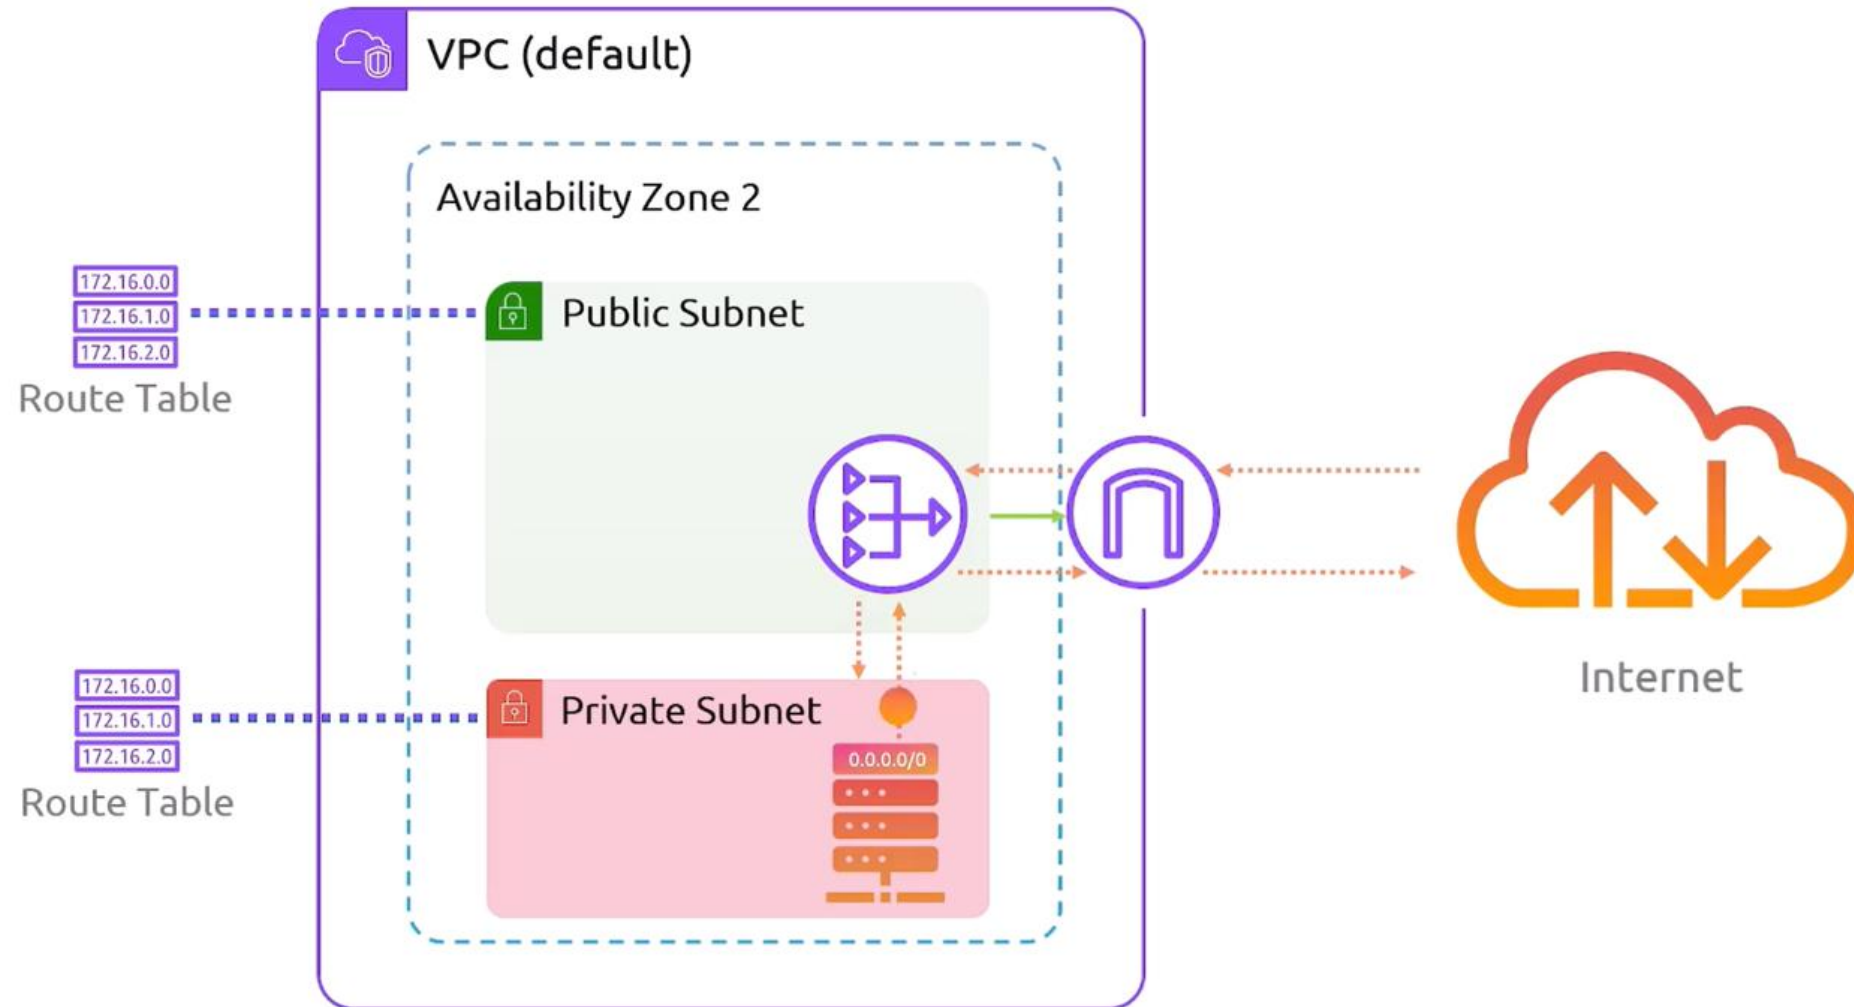 VPC (default)
Availability Zone 2
172.16.0.0
172.16.1.0
172.16.2.0
Route Table
Public Subnet
Internet
172.16.0.0
172.16.1.0
172.16.2.0
Route Table
Private Subnet
0.0.0.0/0